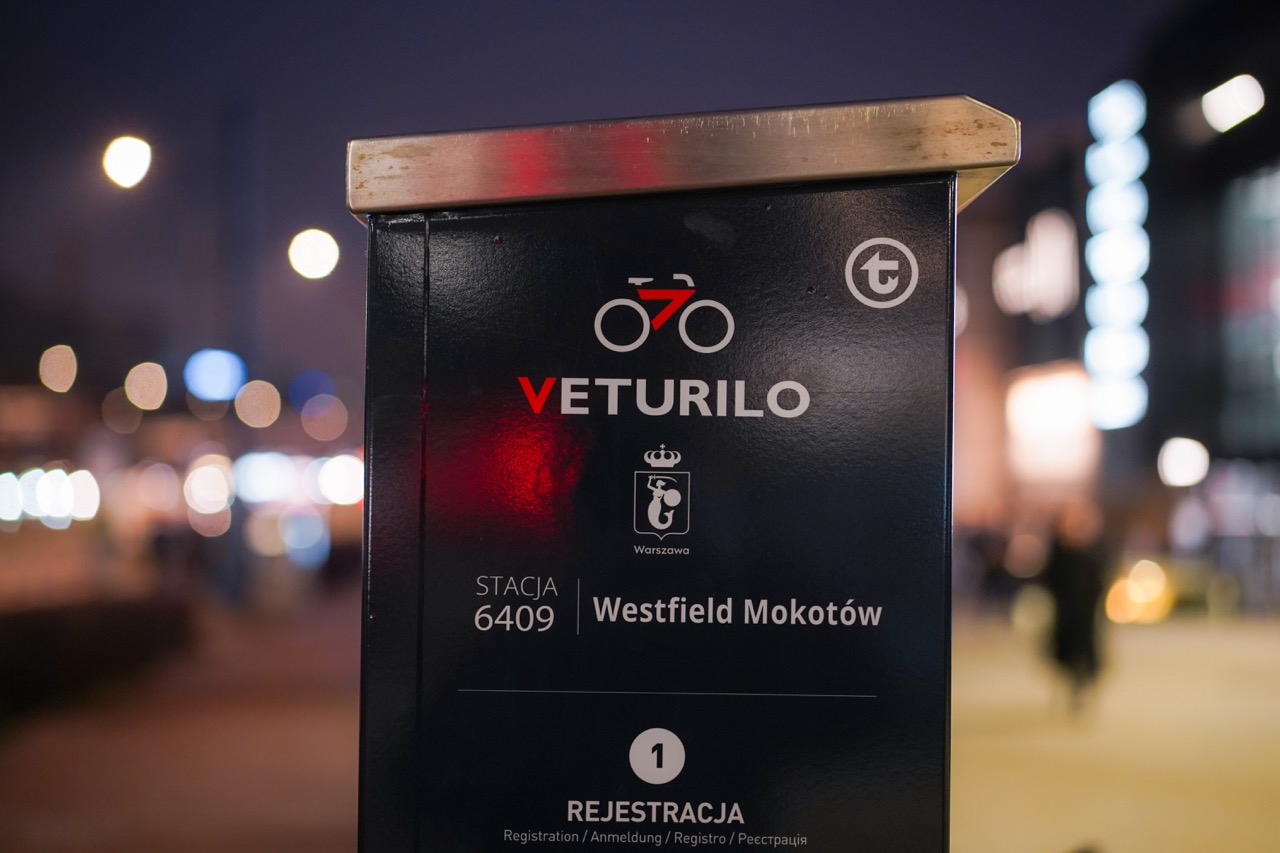 t
VETURILO
Warszawa
STACJA
6409
Westfield Mokotów
1
REJESTRACJA
Registration / Anmeldung / Registro / Реєстрація